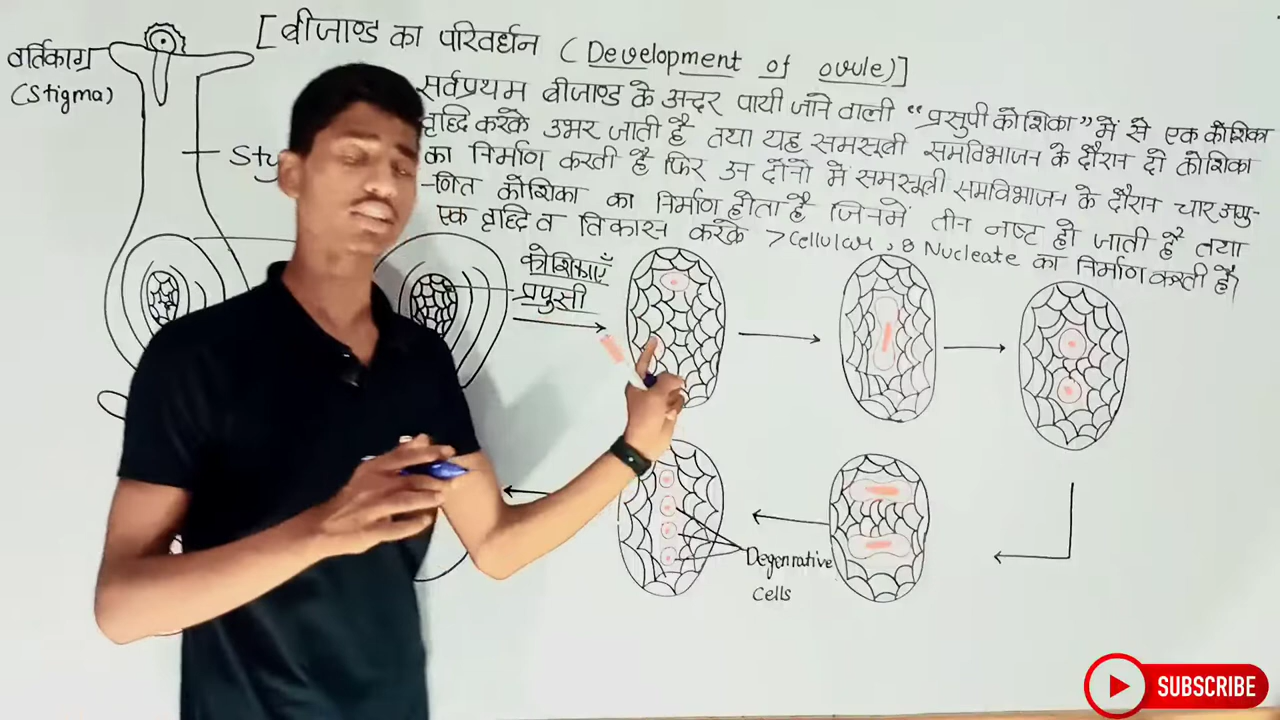 [बीजाण्ड का परिवर्धन (Development of ovule)]
वर्तिकाग्र
(Stigma)
सर्वप्रथम बीजाण्ड के अन्दर पायी जाने वाली "प्रसुपी कोशिका" में से एक कोशिका
वृद्धि करके उभर जाती है तथा यह समसूत्री समविभाजन के दौरान दो कोशिका
का निर्माण करती है फिर उन दोनों में समसूत्री समविभाजन के दौरान चार अगु-
-णित कोशिका का निर्माण होता है जिनमें तीन नष्ट हो जाती है तथा
एक वृद्धि व विकास करके 7 Cellular, 8 Nucleate का निर्माण करती है।
Sty
कोशिकाएँ
प्रपुसी
Degenrative
Cells
SUBSCRIBE